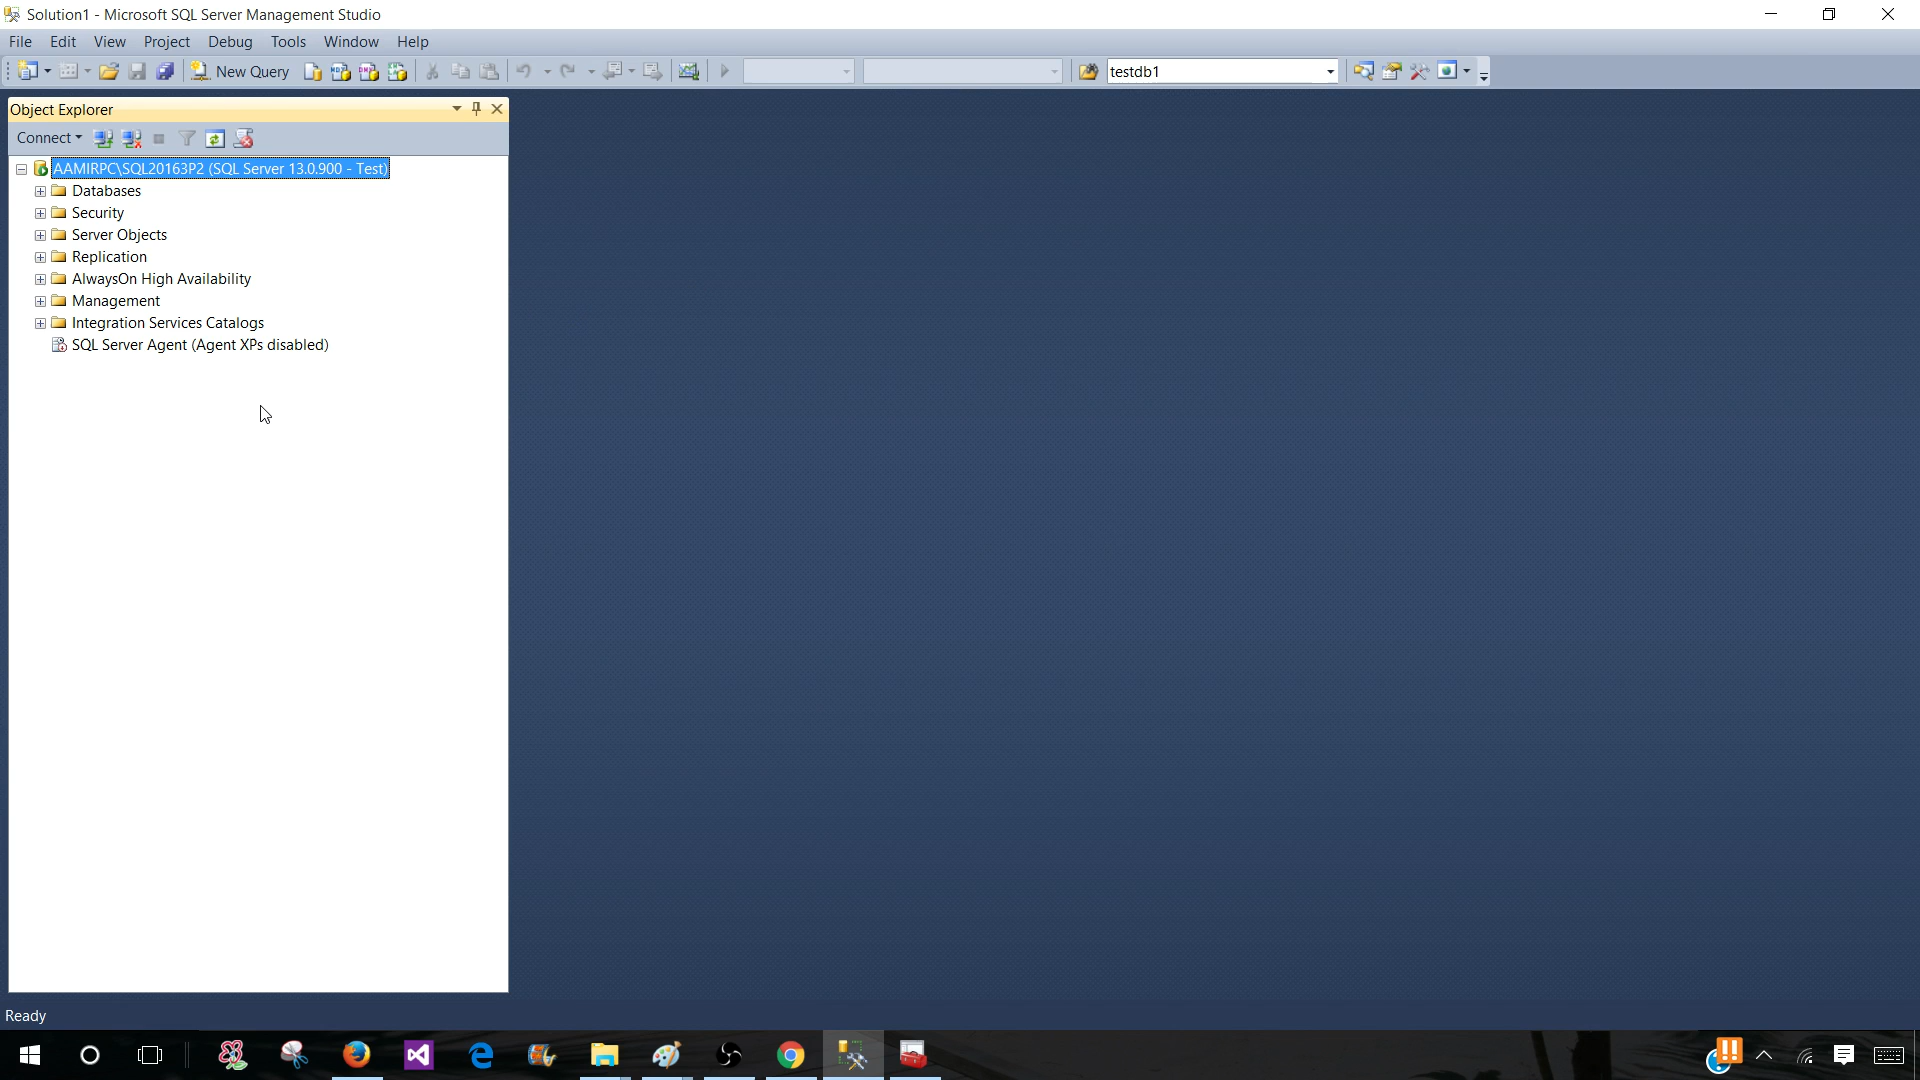 Solution1 - Microsoft SQL Server Management Studio
File Edit View Project Debug Tools Window Help
New Query testdb1
Object Explorer
Connect
AAMIRPC\SQL20163P2 (SQL Server 13.0.900 - Test)
Databases
Security
Server Objects
Replication
AlwaysOn High Availability
Management
Integration Services Catalogs
SQL Server Agent (Agent XPs disabled)
Ready